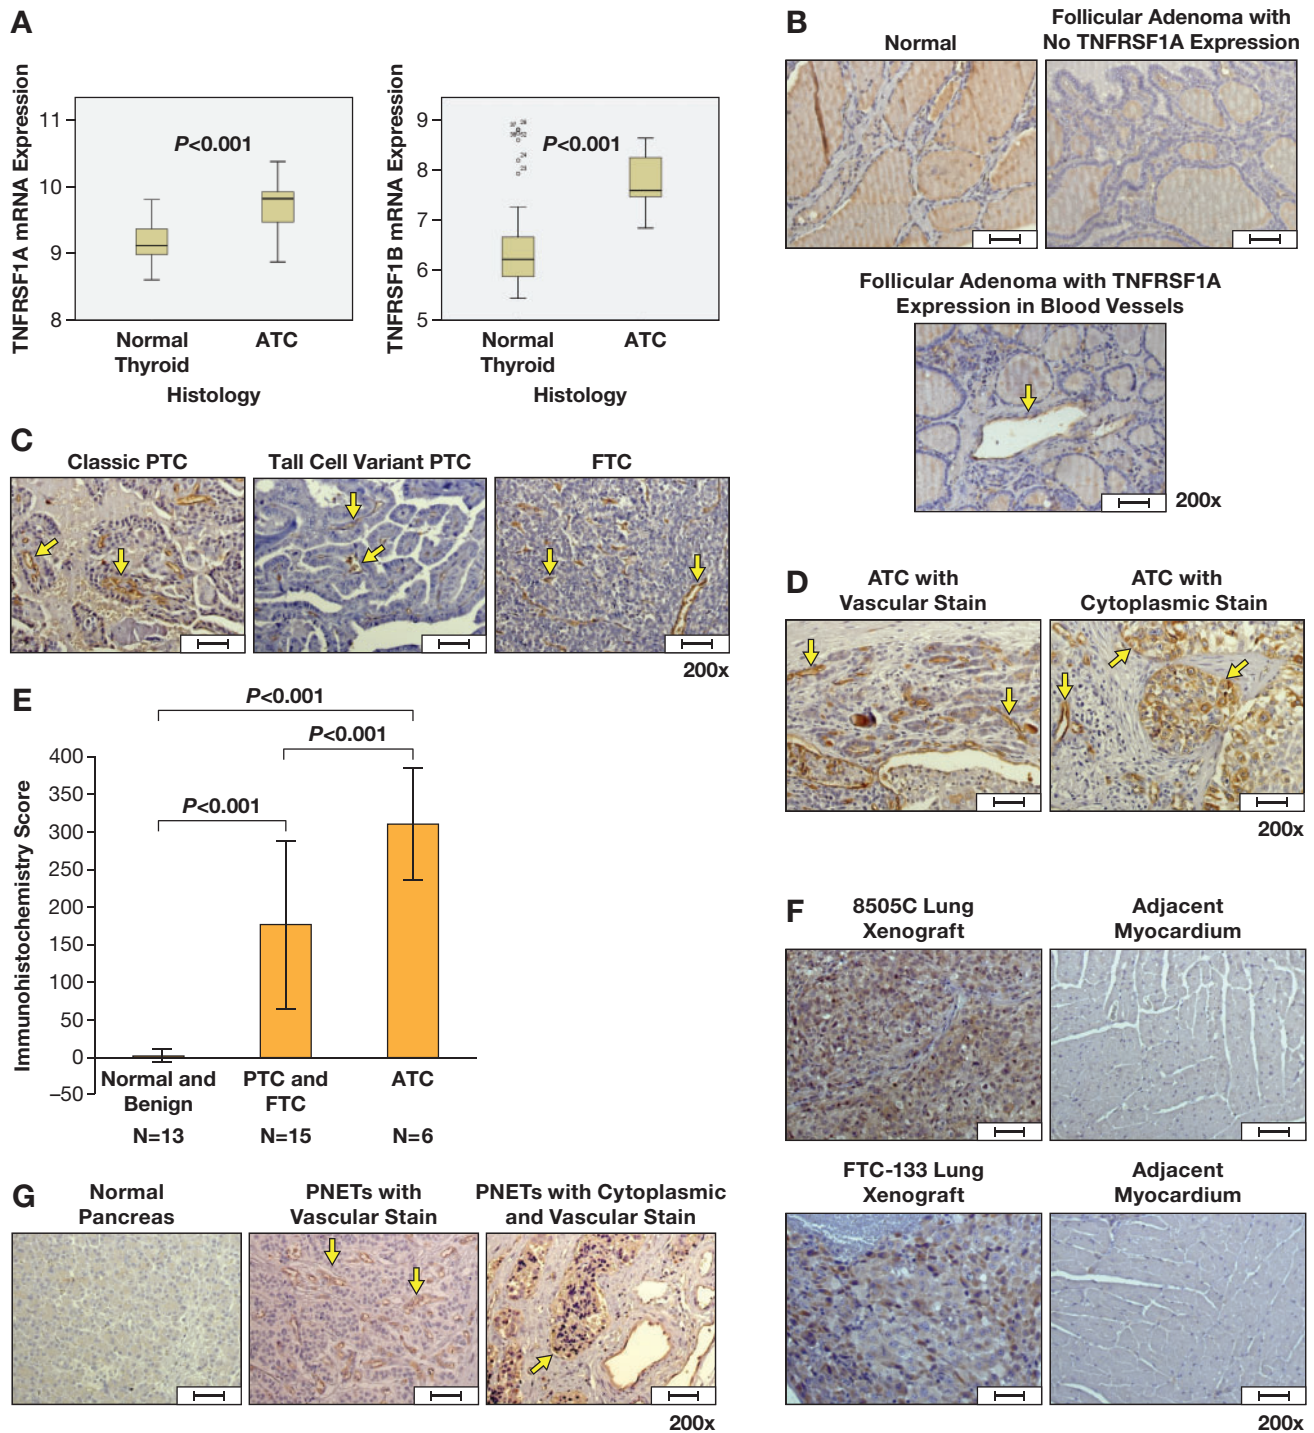 A
TNFRSF1A mRNA Expression
11
10
9
8
P<0.001
Normal
Thyroid
ATC
Histology
TNFRSF1B mRNA Expression
9
8
7
6
5
P<0.001
24
23
Normal
Thyroid
ATC
Histology
B
Normal
Follicular Adenoma with
No TNFRSF1A Expression
Follicular Adenoma with TNFRSF1A
Expression in Blood Vessels
200x
C
Classic PTC
Tall Cell Variant PTC
FTC
200x
D
ATC with
Vascular Stain
ATC with
Cytoplasmic Stain
200x
E
Immunohistochemistry Score
400
350
300
250
200
150
100
50
0
–50
P<0.001
P<0.001
P<0.001
Normal and
Benign
N=13
PTC and
FTC
N=15
ATC
N=6
F
8505C Lung
Xenograft
Adjacent
Myocardium
FTC-133 Lung
Xenograft
Adjacent
Myocardium
200x
G
Normal
Pancreas
PNETs with
Vascular Stain
PNETs with Cytoplasmic
and Vascular Stain
200x